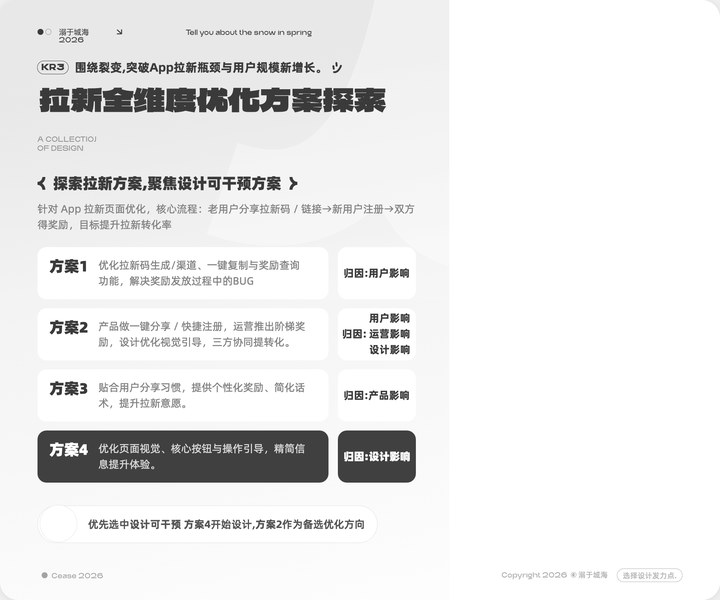 溺于城海
2026
Tell you about the snow in spring
KR3 围绕裂变,突破App拉新瓶颈与用户规模新增长。
拉新全维度优化方案探索
A COLLECTIO
OF DESIGN
探索拉新方案,聚焦设计可干预方案
针对 App 拉新页面优化，核心流程：老用户分享拉新码 / 链接→新用户注册→双方
得奖励，目标提升拉新转化率
方案1
优化拉新码生成/渠道、一键复制与奖励查询
功能，解决奖励发放过程中的BUG
归因:用户影响
方案2
产品做一键分享 / 快捷注册，运营推出阶梯奖
励，设计优化视觉引导，三方协同提转化。
用户影响
归因: 运营影响
设计影响
方案3
贴合用户分享习惯，提供个性化奖励、简化话
术，提升拉新意愿。
归因:产品影响
方案4
优化页面视觉、核心按钮与操作引导，精简信
息提升体验。
归因:设计影响
优先选中设计可干预 方案4开始设计,方案2作为备选优化方向
Cease 2026
Copyright 2026 ® 溺于城海
选择设计发力点.